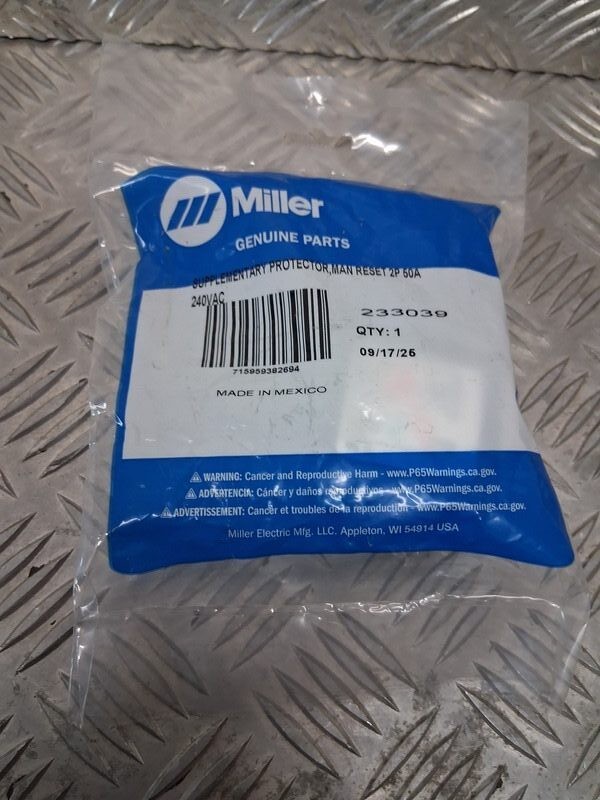 Miller
GENUINE PARTS
SUPPLEMENTARY PROTECTOR,MAN RESET 2P 50A
240VAC
233039
QTY: 1
09/17/25
715959382694
MADE IN MEXICO
WARNING: Cancer and Reproductive Harm - www.P65Warnings.ca.gov.
ADVERTENCIA: Cáncer y daños reproductivos - www.P65Warnings.ca.gov.
ADVERTISSEMENT: Cancer et troubles de la reproduction - www.P65Warnings.ca.gov.
Miller Electric Mfg. LLC. Appleton, WI 54914 USA